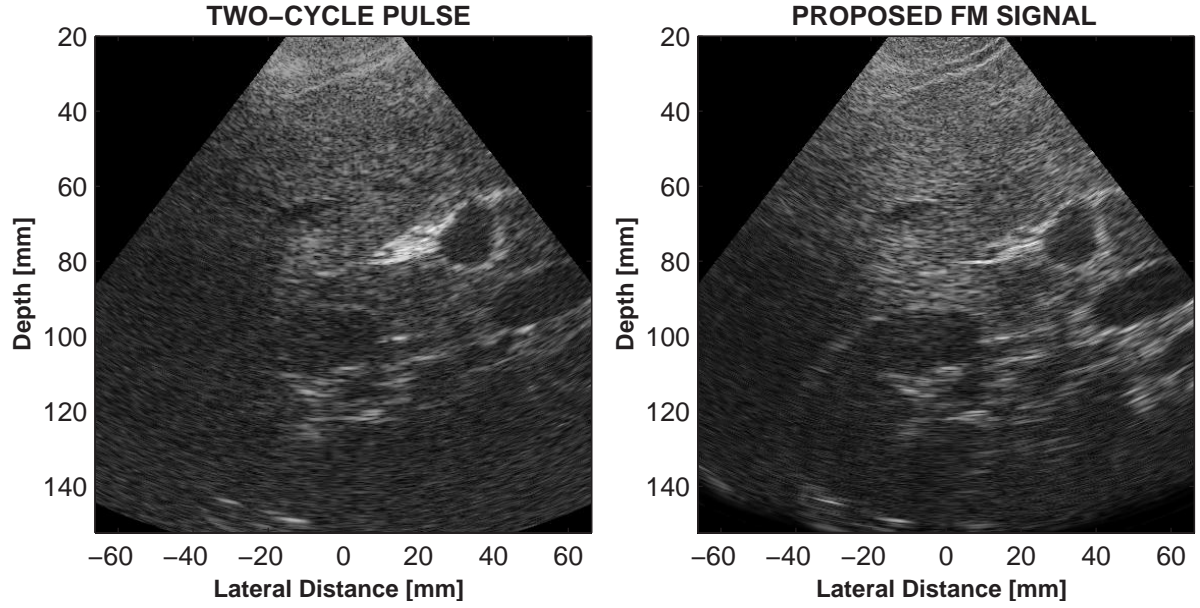 TWO−CYCLE PULSE
20
40
60
80
100
120
140
Depth [mm]
−60 −40 −20 0 20 40 60
Lateral Distance [mm]
PROPOSED FM SIGNAL
20
40
60
80
100
120
140
Depth [mm]
−60 −40 −20 0 20 40 60
Lateral Distance [mm]